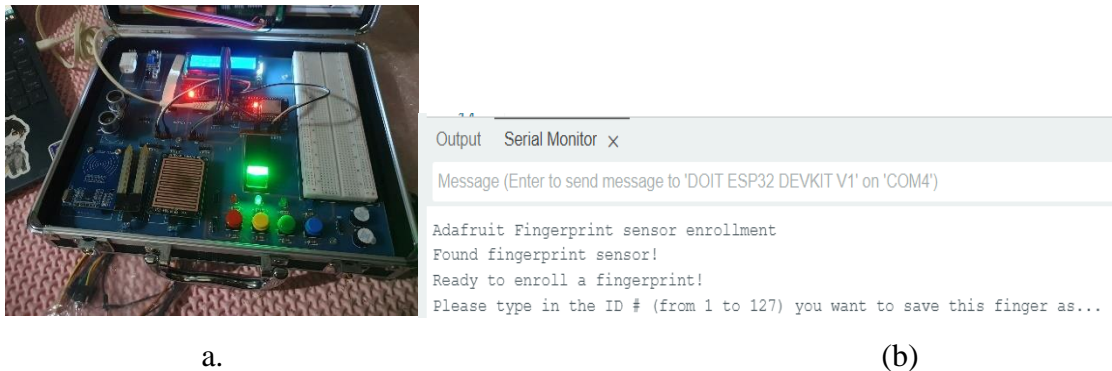 Output Serial Monitor x
Message (Enter to send message to 'DOIT ESP32 DEVKIT V1' on 'COM4')
Adafruit Fingerprint sensor enrollment
Found fingerprint sensor!
Ready to enroll a fingerprint!
Please type in the ID # (from 1 to 127) you want to save this finger as...
a.
(b)